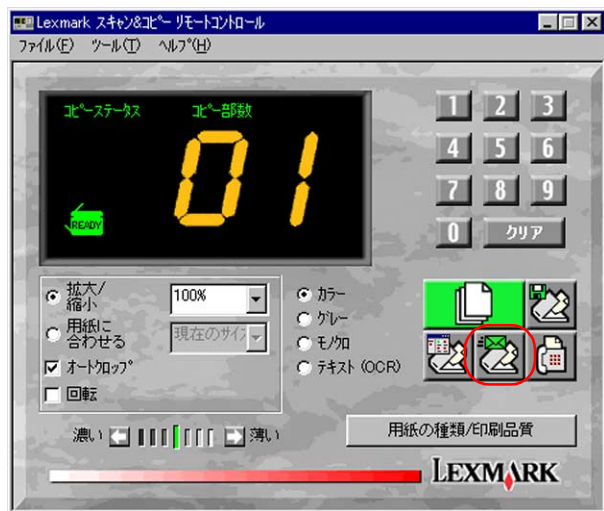 Lexmark スキャン&コピー リモートコントロール
ファイル(F) ツール(T) ヘルプ(H)
コピーステータス コピー部数
01
READY
1 2 3
4 5 6
7 8 9
0 クリア
拡大/
縮小
100%
用紙に
合わせる
現在のサイズ
オートクロップ
回転
カラー
グレー
モノクロ
テキスト (OCR)
濃い 薄い
用紙の種類/印刷品質
LEXMARK